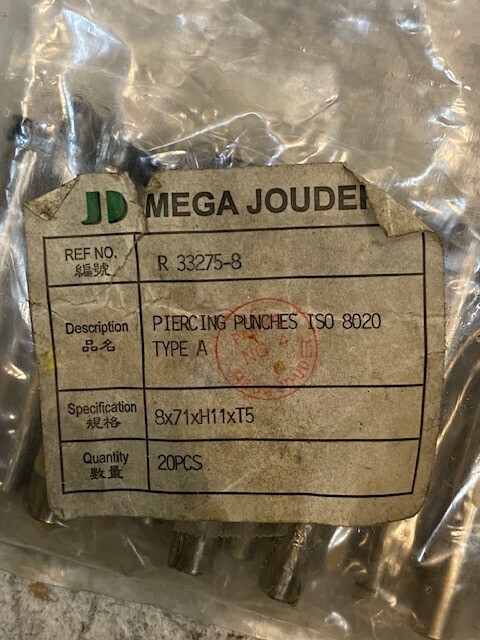 JD MEGA JOUDE
REF NO. R 33275-8
編號
Description PIERCING PUNCHES ISO 8020
品名 TYPE A
Specification 8x71xH11xT5
規格
Quantity 20PCS
數量